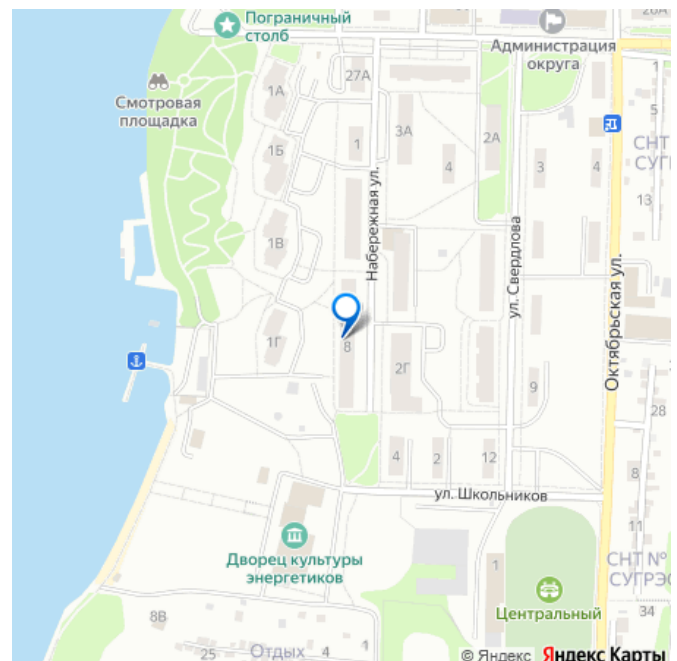 Пограничный
столб
20А
Администрация
округа
27А
1
Смотровая
площадка
1А
3А
2А
5
СНТ
СУГР
1
4
3
4
1Б
13
Набережная ул.
ул. Свердлова
1В
Октябрьская ул.
1Г
8
2Г
9
28
4
2
12
8
ул. Школьников
11
Дворец культуры
энергетиков
1
СНТ №
СУГРЭС
Центральный
34
8В
25
Отдых
4
1
© Яндекс Яндекс Карты